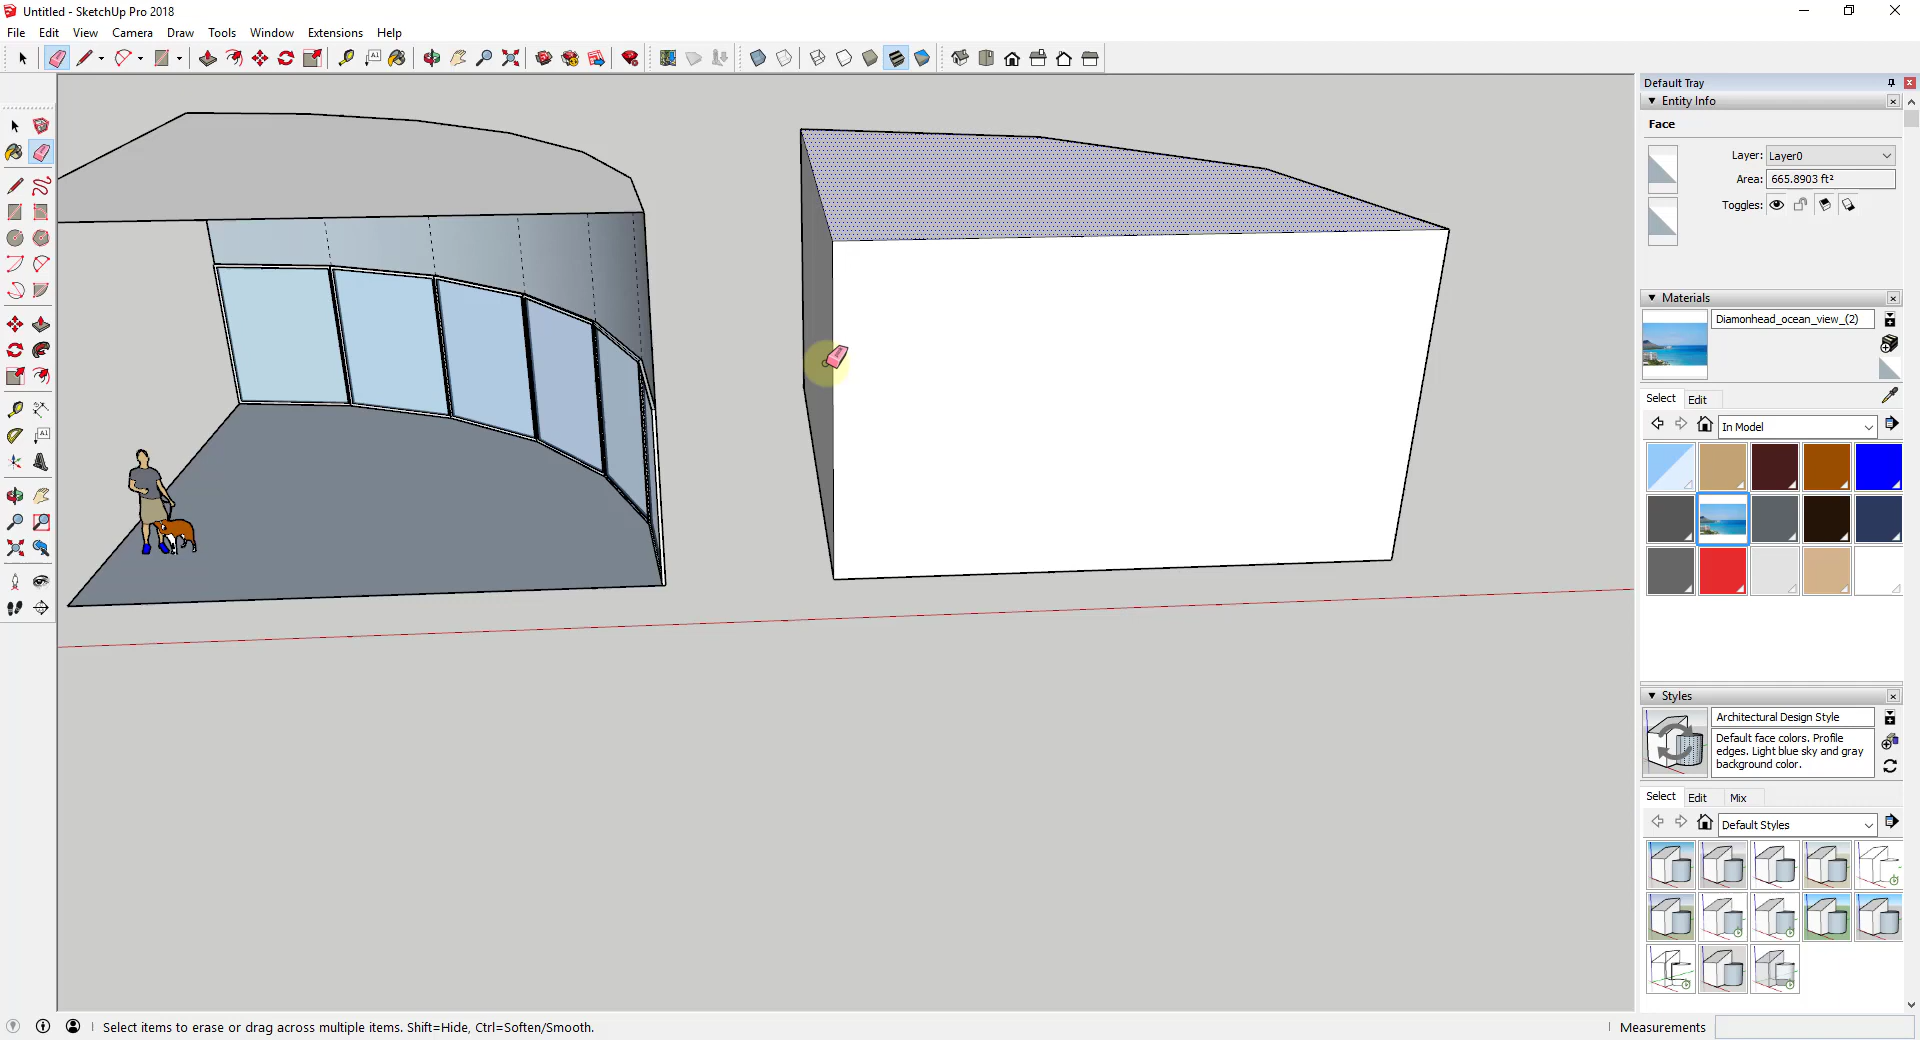 Untitled - SketchUp Pro 2018
File Edit View Camera Draw Tools Window Extensions Help
Default Tray
Entity Info
Face
Layer: Layer0
Area: 665.8903 ft²
Toggles:
Materials
Diamonhead_ocean_view_(2)
Select Edit
In Model
Styles
Architectural Design Style
Default face colors. Profile
edges. Light blue sky and gray
background color.
Select Edit Mix
Default Styles
Select items to erase or drag across multiple items. Shift=Hide, Ctrl=Soften/Smooth.
Measurements